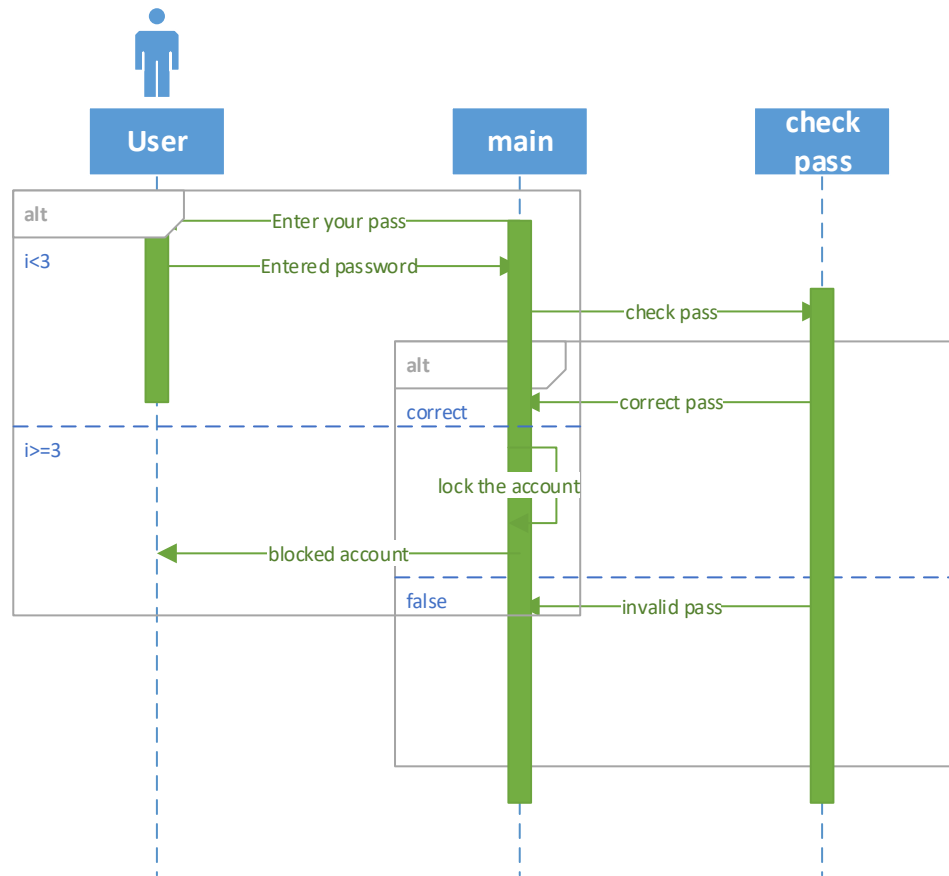 User
main
check
pass
alt
Enter your pass
i<3
Entered password
check pass
alt
correct pass
correct
i>=3
lock the account
blocked account
false
invalid pass